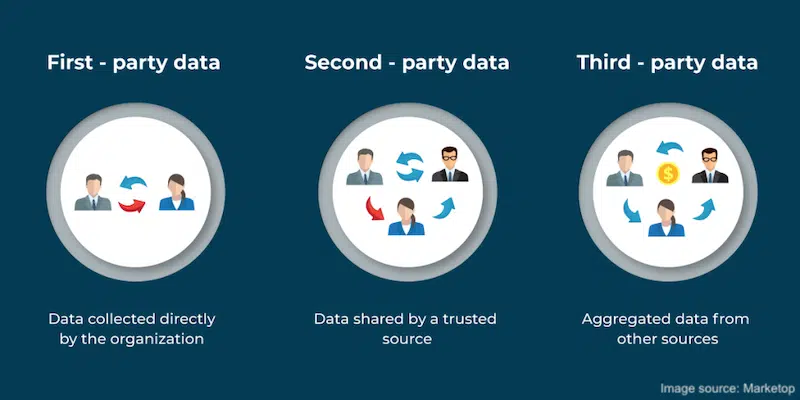 First - party data
Second - party data
Third - party data
$
Data collected directly
by the organization
Data shared by a trusted
source
Aggregated data from
other sources
Image source: Marketop